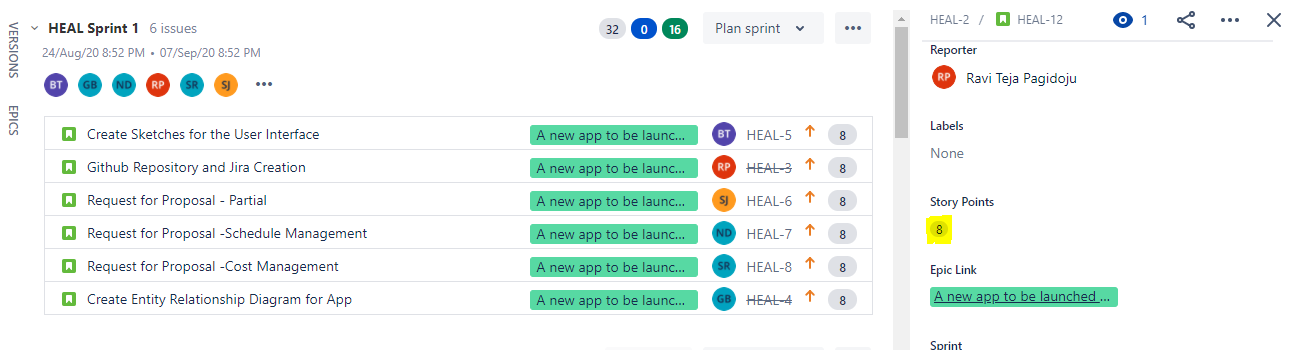 VERSIONS
EPICS
HEAL Sprint 1 6 issues 32 0 16 Plan sprint
24/Aug/20 8:52 PM • 07/Sep/20 8:52 PM
BT GB ND RP SR SJ
Create Sketches for the User Interface A new app to be launc... BT HEAL-5 8
Github Repository and Jira Creation A new app to be launc... RP HEAL-3 8
Request for Proposal - Partial A new app to be launc... SJ HEAL-6 8
Request for Proposal -Schedule Management A new app to be launc... ND HEAL-7 8
Request for Proposal -Cost Management A new app to be launc... SR HEAL-8 8
Create Entity Relationship Diagram for App A new app to be launc... GB HEAL-4 8
HEAL-2 / HEAL-12 1
Reporter
RP Ravi Teja Pagidoju
Labels
None
Story Points
8
Epic Link
A new app to be launched ...
Sprint